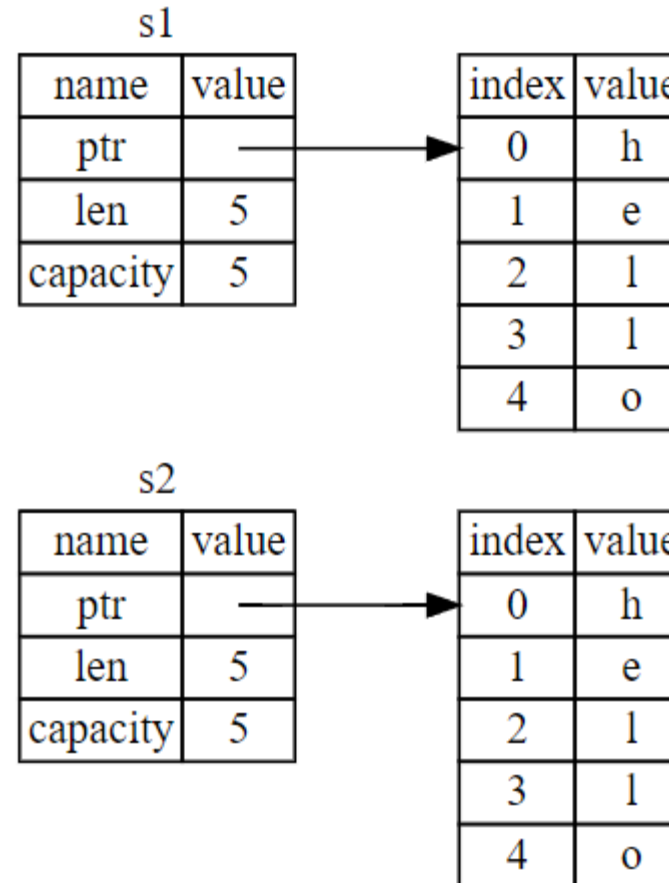 s1
name value
ptr
len 5
capacity 5
index value
0 h
1 e
2 l
3 l
4 o
s2
name value
ptr
len 5
capacity 5
index value
0 h
1 e
2 l
3 l
4 o